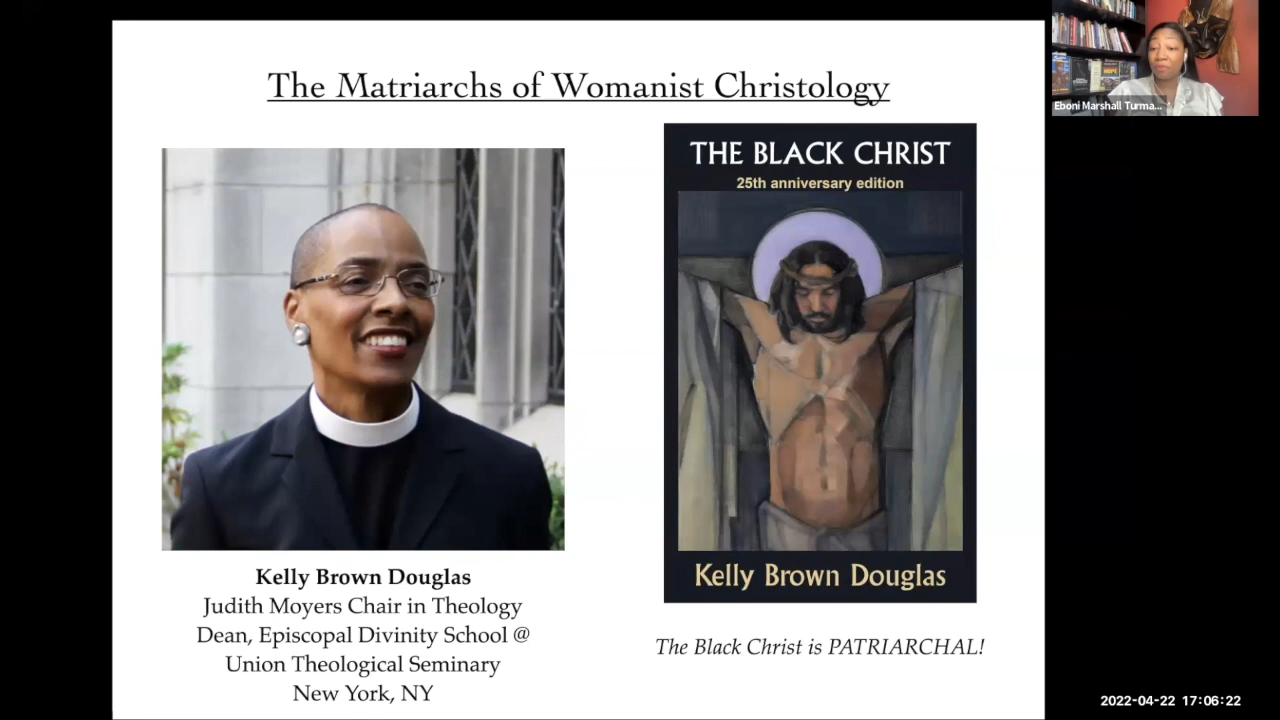 The Matriarchs of Womanist Christology
Eboni Marshall Turma...
THE BLACK CHRIST
25th anniversary edition
Kelly Brown Douglas
Kelly Brown Douglas
Judith Moyers Chair in Theology
Dean, Episcopal Divinity School @
Union Theological Seminary
New York, NY
The Black Christ is PATRIARCHAL!
2022-04-22 17:06:22